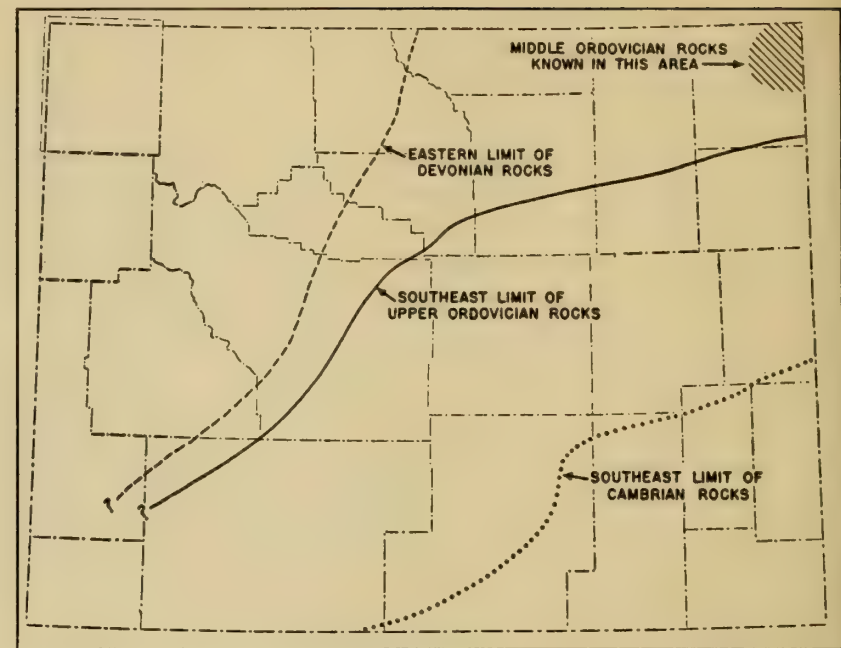 MIDDLE ORDOVICIAN ROCKS
KNOWN IN THIS AREA
EASTERN LIMIT OF
DEVONIAN ROCKS
SOUTHEAST LIMIT OF
UPPER ORDOVICIAN ROCKS
SOUTHEAST LIMIT OF
CAMBRIAN ROCKS